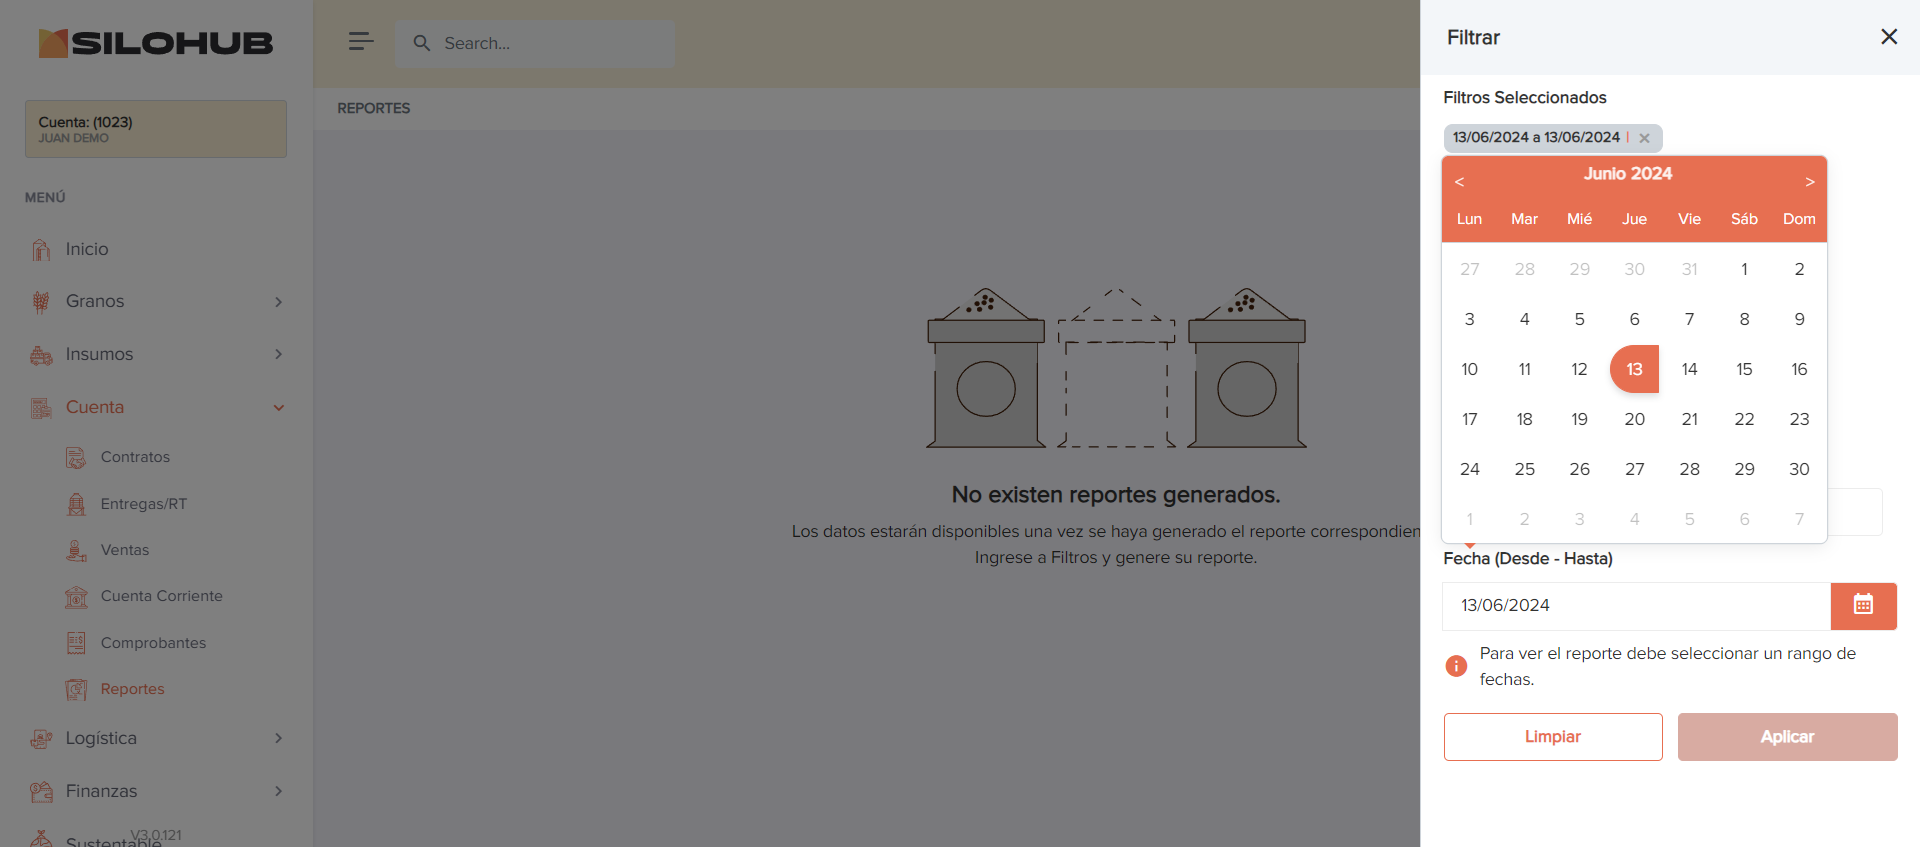 SILOHUB
Cuenta: (1023)
JUAN DEMO
MENÚ
Inicio
Granos
Insumos
Cuenta
Contratos
Entregas/RT
Ventas
Cuenta Corriente
Comprobantes
Reportes
Logística
Finanzas
Sustentable
V3.0.121
Search...
REPORTES
No existen reportes generados.
Los datos estarán disponibles una vez se haya generado el reporte
Ingrese a Filtros y genere su reporte.
Filtrar
Filtros Seleccionados
13/06/2024 a 13/06/2024 |
< Junio 2024 >
Lun Mar Mié Jue Vie Sáb Dom
27 28 29 30 31 1 2
3 4 5 6 7 8 9
10 11 12 13 14 15 16
17 18 19 20 21 22 23
24 25 26 27 28 29 30
1 2 3 4 5 6 7
Fecha (Desde - Hasta)
13/06/2024
Para ver el reporte debe seleccionar un rango de
fechas.
Limpiar
Aplicar